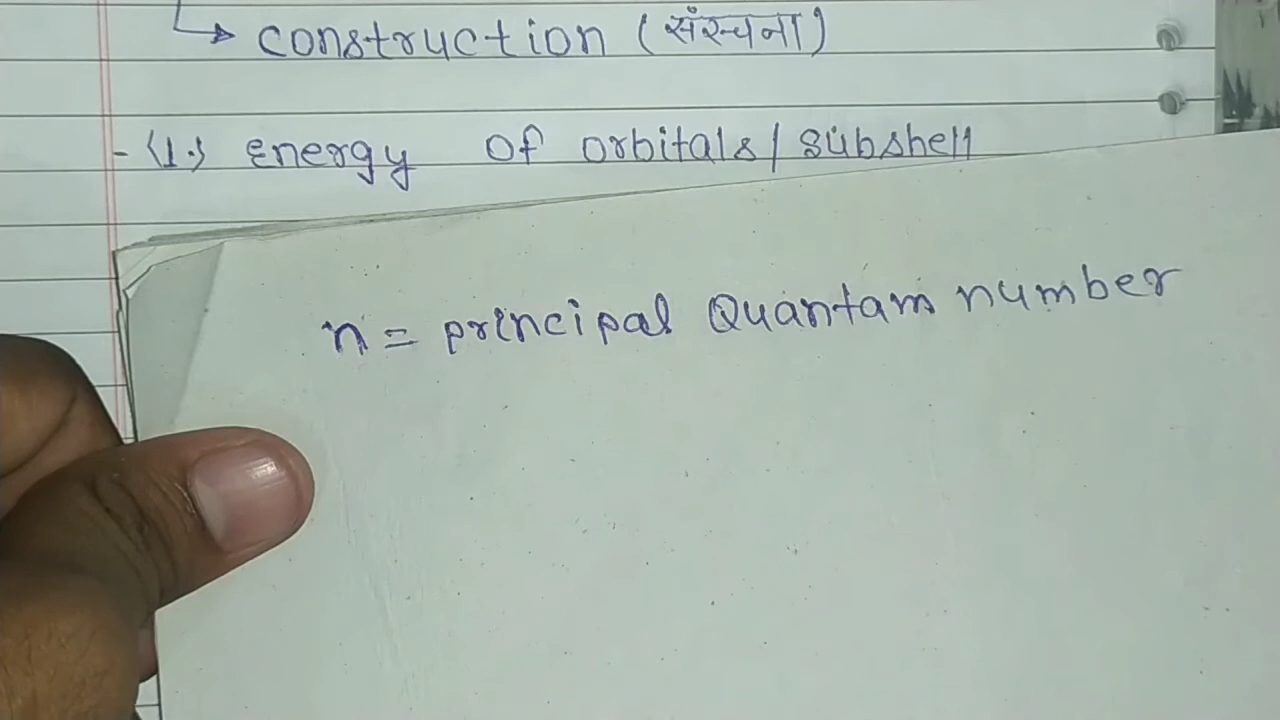 construction (संरचना)
- (1.) energy of orbitals/subshell
n = principal Quantam number